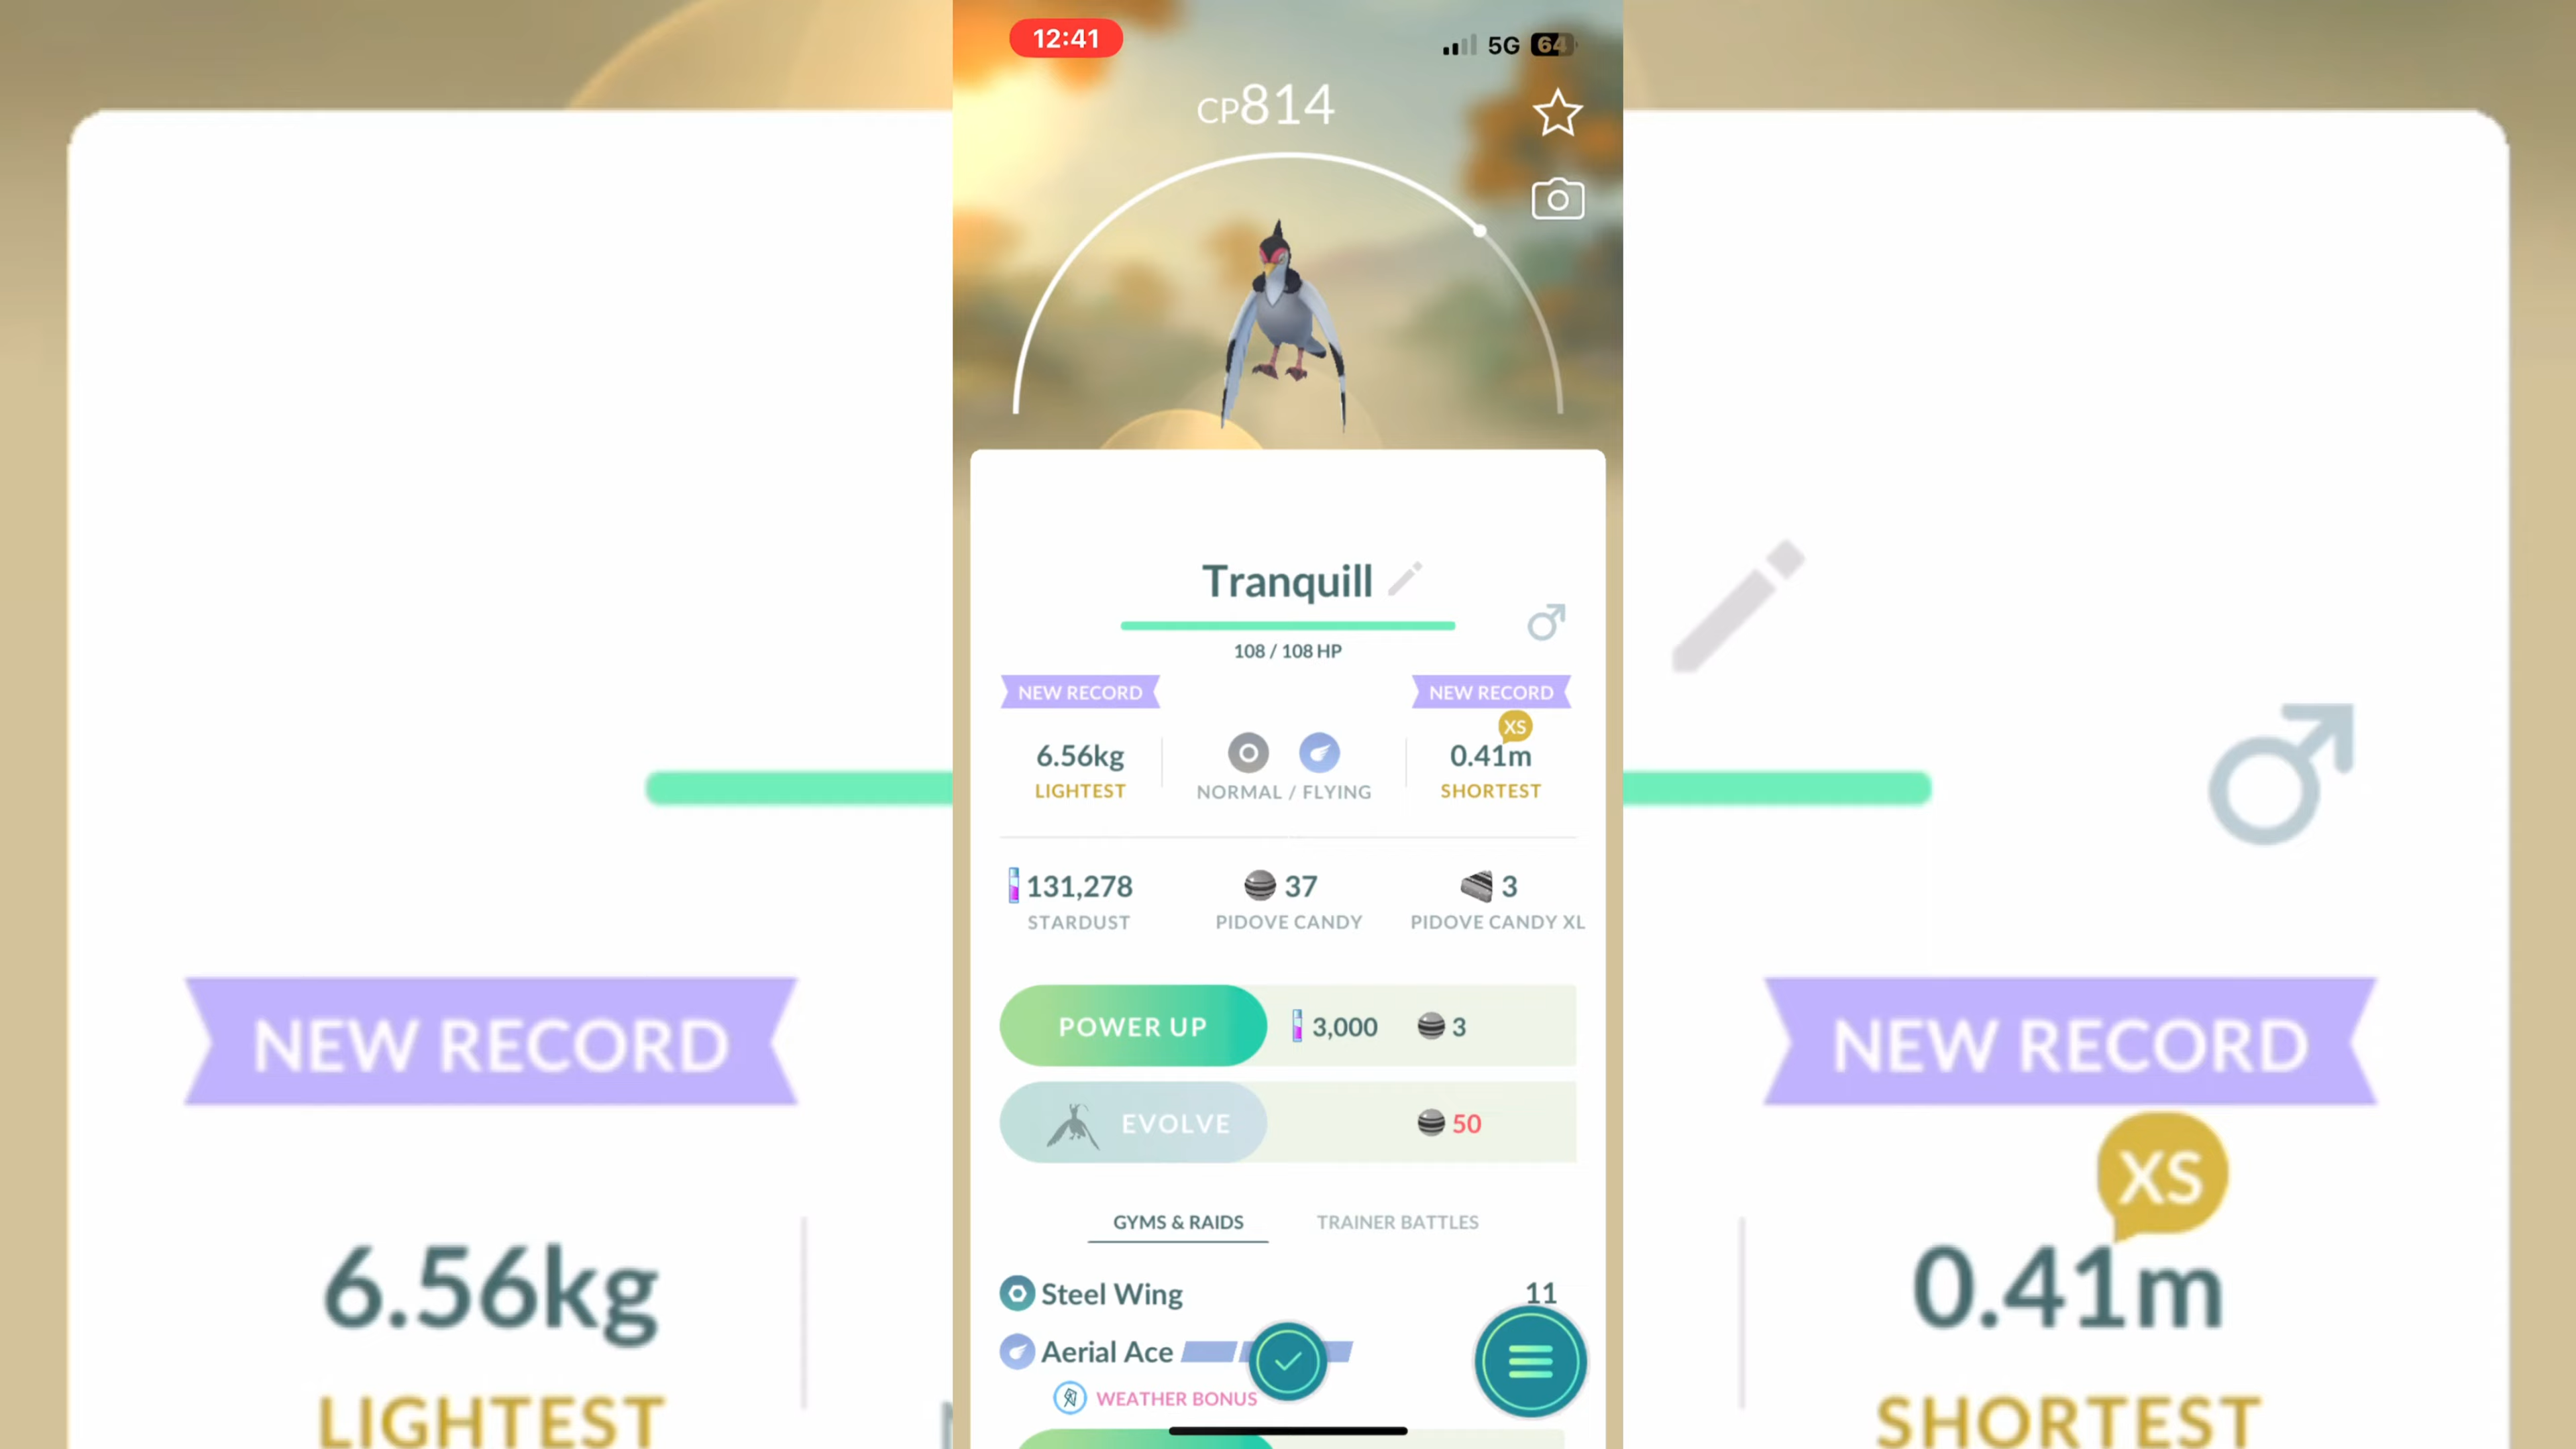 12:41
5G 64
CP814
Tranquill
108 / 108 HP
NEW RECORD
NEW RECORD
XS
6.56kg
0.41m
LIGHTEST
NORMAL / FLYING
SHORTEST
131,278
37
3
STARDUST
PIDOVE CANDY
PIDOVE CANDY XL
POWER UP
3,000
3
EVOLVE
50
GYMS & RAIDS
TRAINER BATTLES
Steel Wing
11
Aerial Ace
WEATHER BONUS
NEW RECORD
NEW RECORD
XS
6.56kg
0.41m
LIGHTEST
SHORTEST